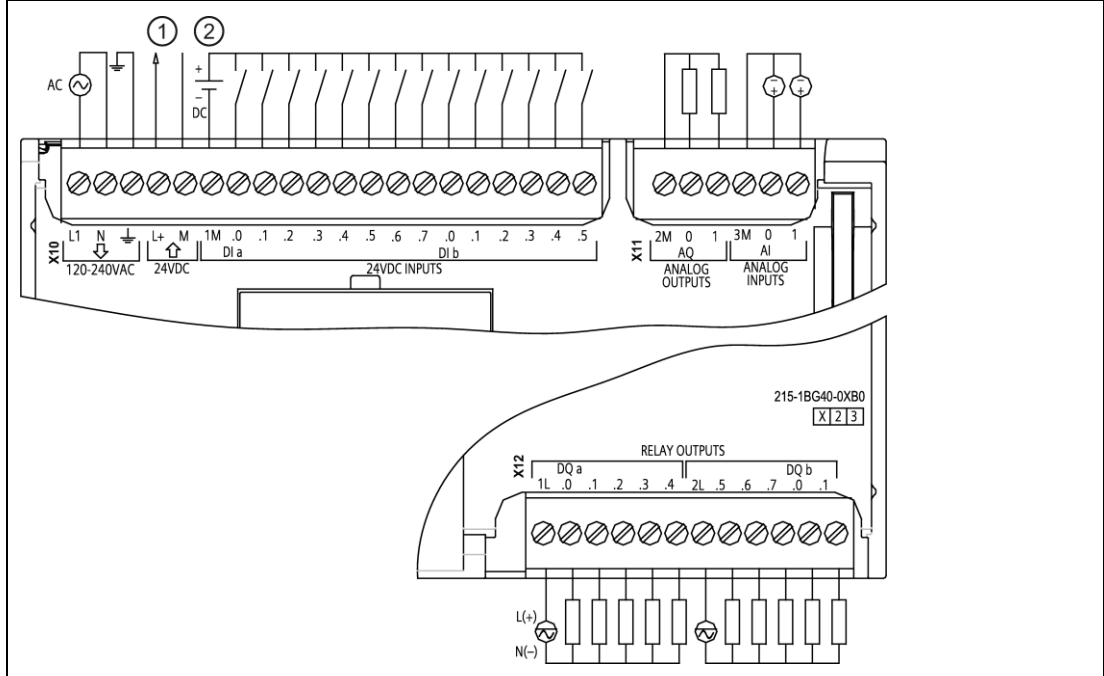 ① ②
AC
+
−
DC
− + − +
L1 N L+ M 1M .0 .1 .2 .3 .4 .5 .6 .7 .0 .1 .2 .3 .4 .5
X10
120-240VAC
24VDC
DI a
DI b
24VDC INPUTS
X11
2M 0 1 3M 0 1
AQ
AI
ANALOG
OUTPUTS
ANALOG
INPUTS
215-1BG40-0XB0
X 2 3
RELAY OUTPUTS
X12
DQ a
DQ b
1L .0 .1 .2 .3 .4 2L .5 .6 .7 .0 .1
L(+)
N(−)